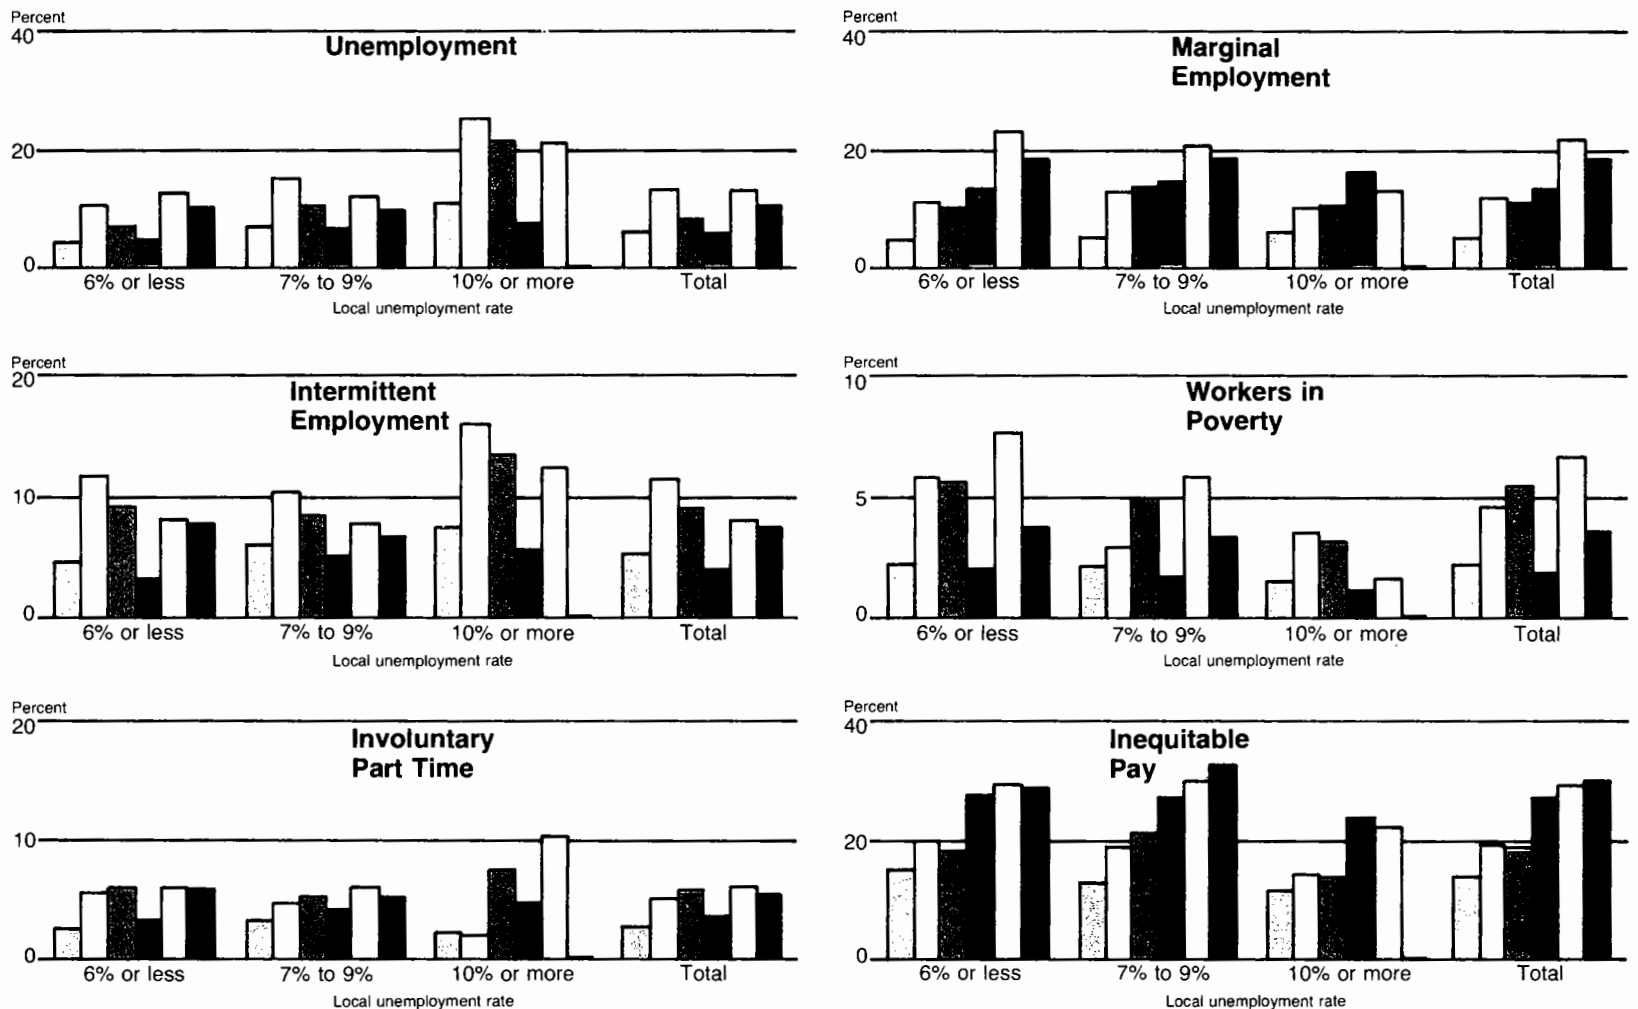 Percent
40
Unemployment
20
0
6% or less
7% to 9%
10% or more
Total
Local unemployment rate
Percent
40
Marginal
Employment
20
0
6% or less
7% to 9%
10% or more
Total
Local unemployment rate
Percent
20
Intermittent
Employment
10
0
6% or less
7% to 9%
10% or more
Total
Local unemployment rate
Percent
10
Workers in
Poverty
5
0
6% or less
7% to 9%
10% or more
Total
Local unemployment rate
Percent
20
Involuntary
Part Time
10
0
6% or less
7% to 9%
10% or more
Total
Local unemployment rate
Percent
40
Inequitable
Pay
20
0
6% or less
7% to 9%
10% or more
Total
Local unemployment rate